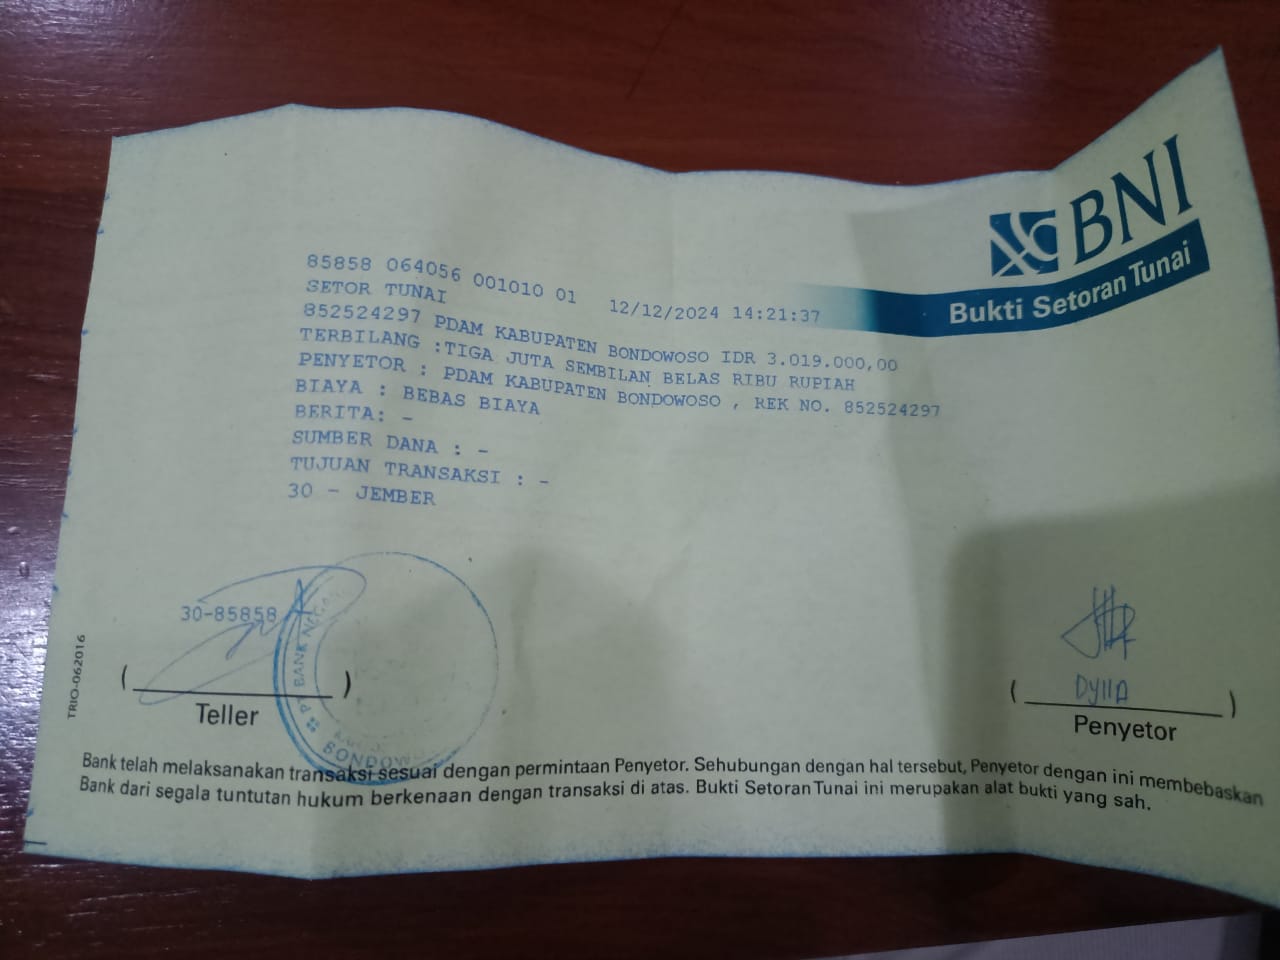 BNI
Bukti Setoran Tunai
85858 064056 001010 01 12/12/2024 14:21:37
SETOR TUNAI
852524297 PDAM KABUPATEN BONDOWOSO IDR 3.019.000,00
TERBILANG :TIGA JUTA SEMBILAN BELAS RIBU RUPIAH
PENYETOR : PDAM KABUPATEN BONDOWOSO , REK NO. 852524297
BIAYA : BEBAS BIAYA
BERITA: -
SUMBER DANA : -
TUJUAN TRANSAKSI : -
30 - JEMBER
30-85858
BANK NEGARA
BONDOWO
( )
Teller
DYIIA
( )
Penyetor
TRIO-062016
Bank telah melaksanakan transaksi sesuai dengan permintaan Penyetor. Sehubungan dengan hal tersebut, Penyetor dengan ini membebaskan
Bank dari segala tuntutan hukum berkenaan dengan transaksi di atas. Bukti Setoran Tunai ini merupakan alat bukti yang sah.